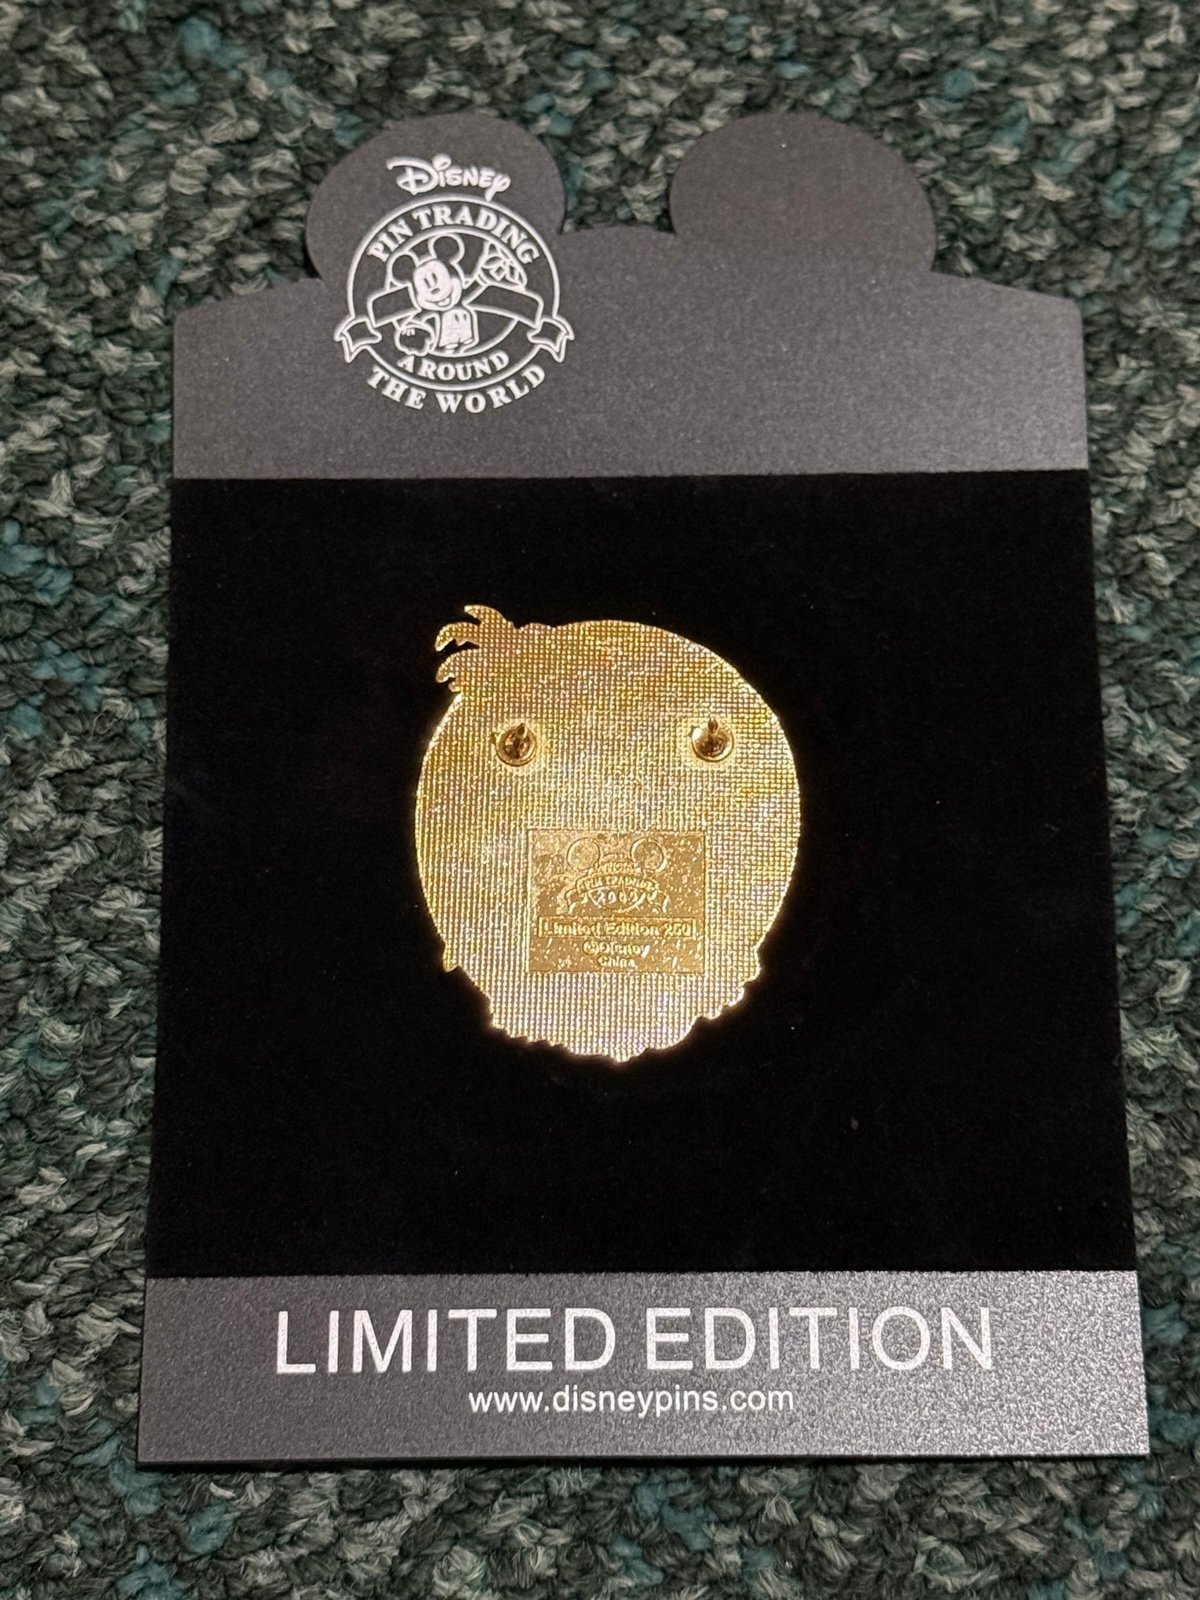 Disney
PIN TRADING
AROUND
THE WORLD
Limited Edition 250
©Disney
China
LIMITED EDITION
www.disneypins.com